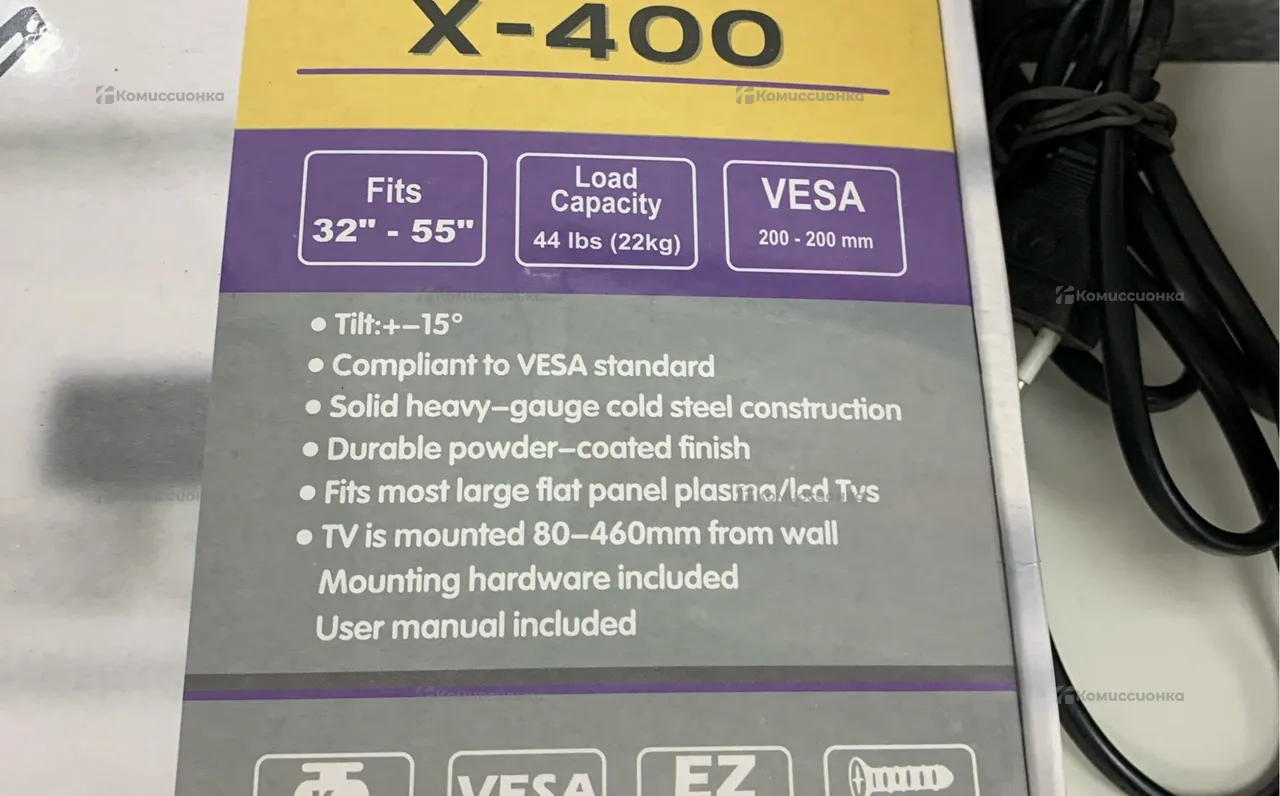 X-400
Комиссионка
Комиссионка
Fits
32" - 55"
Load
Capacity
44 lbs (22kg)
VESA
200 - 200 mm
Комиссионка
Комиссионка
• Tilt:+–15°
• Compliant to VESA standard
• Solid heavy–gauge cold steel construction
• Durable powder–coated finish
• Fits most large flat panel plasma/lcd Tvs
• TV is mounted 80–460mm from wall
Mounting hardware included
User manual included
Комиссионка
Комиссионка
VESA
EZ